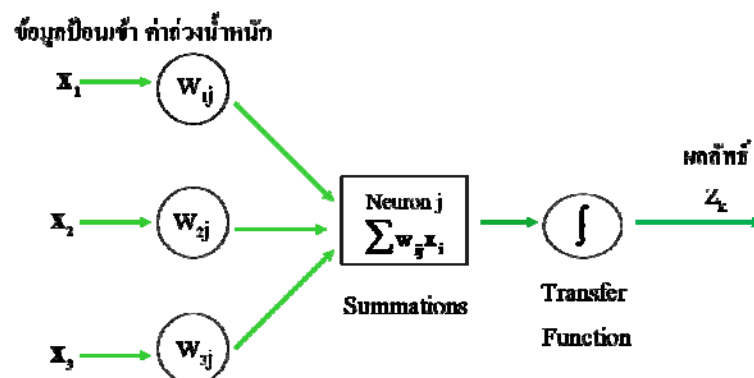 ข้อมูลป้อนเข้า ค่าถ่วงน้ำหนัก
X₁
W₁ⱼ
X₂
W₂ⱼ
X₃
W₃ⱼ
Neuron j
∑wᵢⱼxᵢ
Summations
∫
Transfer
Function
ผลลัพธ์
Zₖ